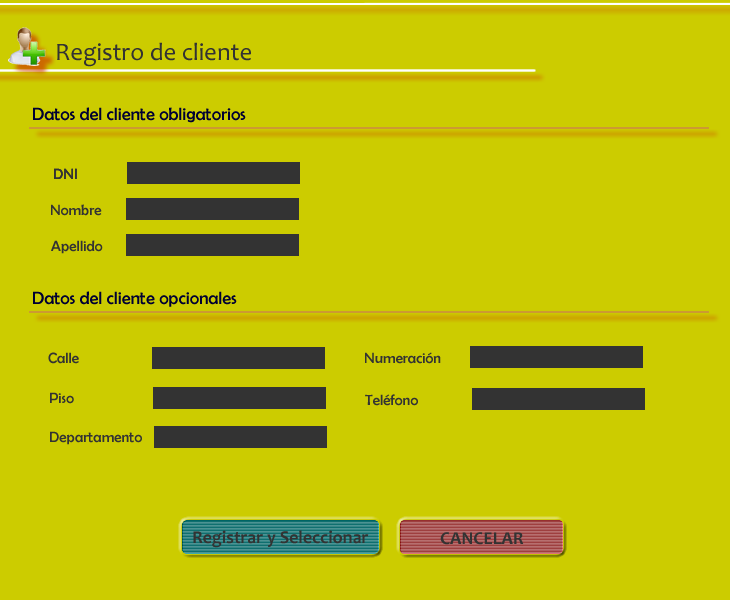 Registro de cliente
Datos del cliente obligatorios
DNI
Nombre
Apellido
Datos del cliente opcionales
Calle
Numeración
Piso
Teléfono
Departamento
Registrar y Seleccionar
CANCELAR